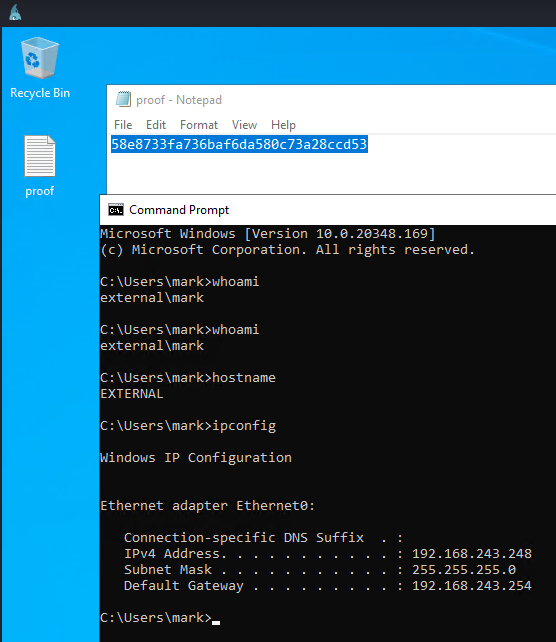 Recycle Bin
proof
proof - Notepad
File Edit Format View Help
58e8733fa736baf6da580c73a28ccd53
Command Prompt
Microsoft Windows [Version 10.0.20348.169]
(c) Microsoft Corporation. All rights reserved.
C:\Users\mark>whoami
external\mark
C:\Users\mark>whoami
external\mark
C:\Users\mark>hostname
EXTERNAL
C:\Users\mark>ipconfig
Windows IP Configuration
Ethernet adapter Ethernet0:
Connection-specific DNS Suffix . :
IPv4 Address. . . . . . . . . . . : 192.168.243.248
Subnet Mask . . . . . . . . . . . : 255.255.255.0
Default Gateway . . . . . . . . . : 192.168.243.254
C:\Users\mark>